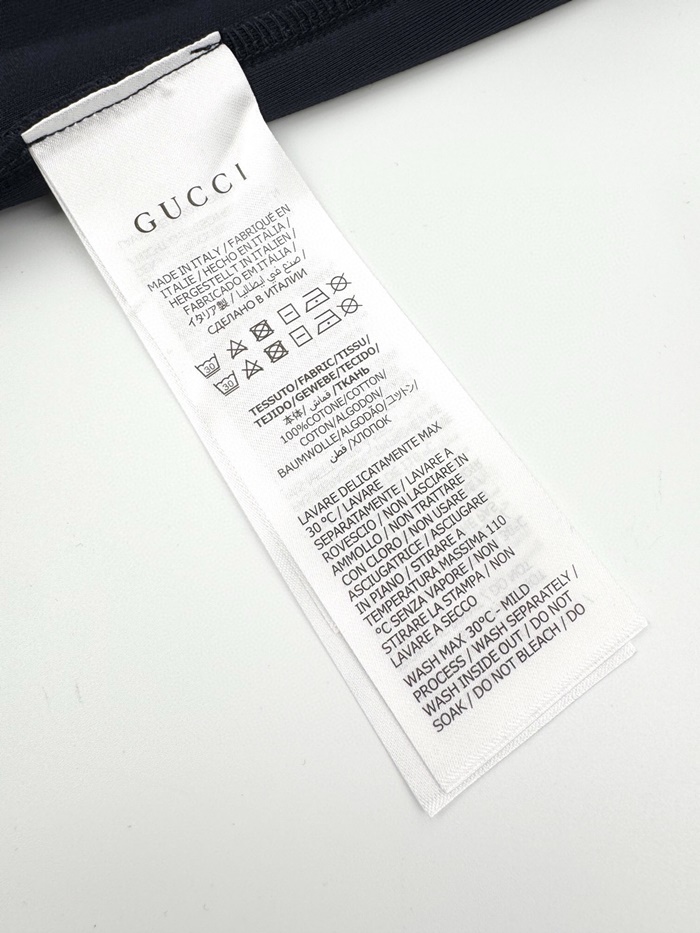 GUCCI
MADE IN ITALY / FABRIQUÉ EN
ITALIE / HECHO EN ITALIA /
HERGESTELLT IN ITALIEN /
FABRICADO EM ITÁLIA /
イタリア製 / صنع في إيطاليا /
СДЕЛАНО В ИТАЛИИ
30
30
TESSUTO/FABRIC/TISSU/
TEJIDO/GEWEBE/TECIDO/
本体/ قماش /ТКАНЬ
100%COTONE/COTTON/
COTON/ALGODON/
BAUMWOLLE/ALGODÃO/コットン/
قطن /ХЛОПОК
LAVARE DELICATAMENTE MAX
30 °C / LAVARE
SEPARATAMENTE / LAVARE A
ROVESCIO / NON LASCIARE IN
AMMOLLO / NON TRATTARE
CON CLORO / NON USARE
ASCIUGATRICE / ASCIUGARE
IN PIANO / STIRARE A
TEMPERATURA MASSIMA 110
°C SENZA VAPORE / NON
STIRARE LA STAMPA / NON
LAVARE A SECCO
WASH MAX 30°C - MILD
PROCESS / WASH SEPARATELY /
WASH INSIDE OUT / DO NOT
SOAK / DO NOT BLEACH / DO